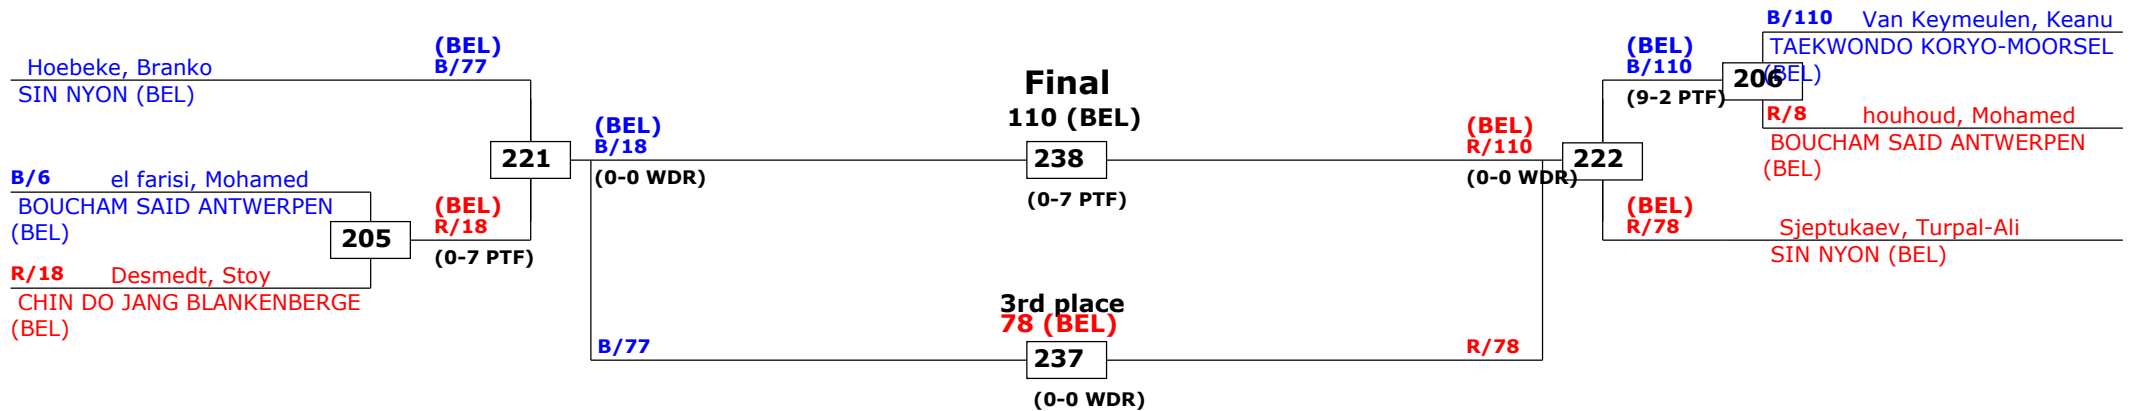 (BEL)
B/77
Hoebeke, Branko
SIN NYON (BEL)
221
B/6 el farisi, Mohamed
BOUCHAM SAID ANTWERPEN
(BEL)
205
(BEL)
R/18
(0-7 PTF)
R/18 Desmedt, Stoy
CHIN DO JANG BLANKENBERGE
(BEL)
(BEL)
B/18
(0-0 WDR)
Final
110 (BEL)
238
(0-7 PTF)
3rd place
78 (BEL)
B/77
237
R/78
(0-0 WDR)
(BEL)
R/110
(0-0 WDR)
222
(BEL)
B/110
(9-2 PTF)
206
B/110 Van Keymeulen, Keanu
TAEKWONDO KORYO-MOORSEL
(BEL)
R/8 houhoud, Mohamed
BOUCHAM SAID ANTWERPEN
(BEL)
(BEL)
R/78
Sjeptukaev, Turpal-Ali
SIN NYON (BEL)